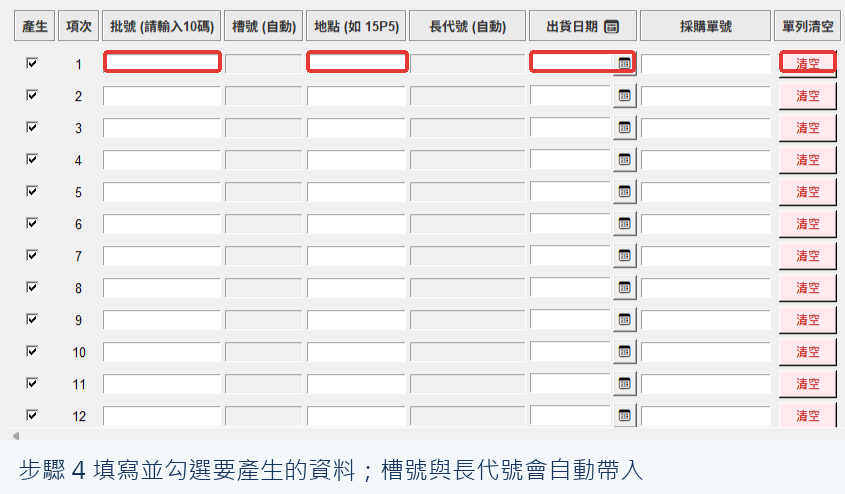 產生 項次 批號 (請輸入10碼) 槽號 (自動) 地點 (如 15P5) 長代號 (自動) 出貨日期 採購單號 單列清空
1 清空
2 清空
3 清空
4 清空
5 清空
6 清空
7 清空
8 清空
9 清空
10 清空
11 清空
12 清空
步驟 4 填寫並勾選要產生的資料；槽號與長代號會自動帶入